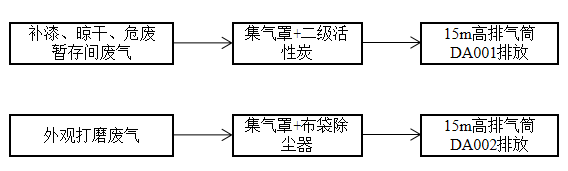 补漆、晾干、危废
暂存间废气
集气罩+二级活
性炭
15m高排气筒
DA001排放
外观打磨废气
集气罩+布袋除
尘器
15m高排气筒
DA002排放